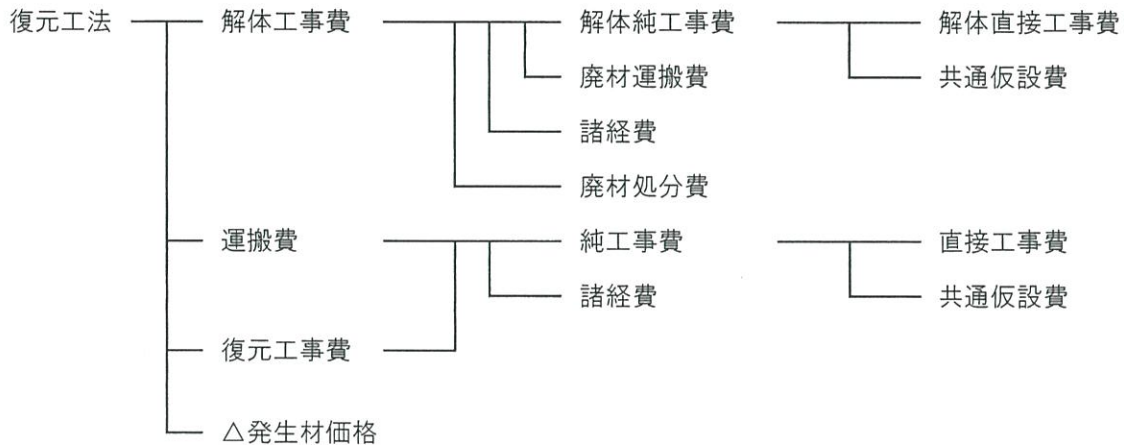 復元工法 解体工事費 解体純工事費 解体直接工事費
廃材運搬費 共通仮設費
諸経費
廃材処分費
運搬費 純工事費 直接工事費
諸経費 共通仮設費
復元工事費
△発生材価格